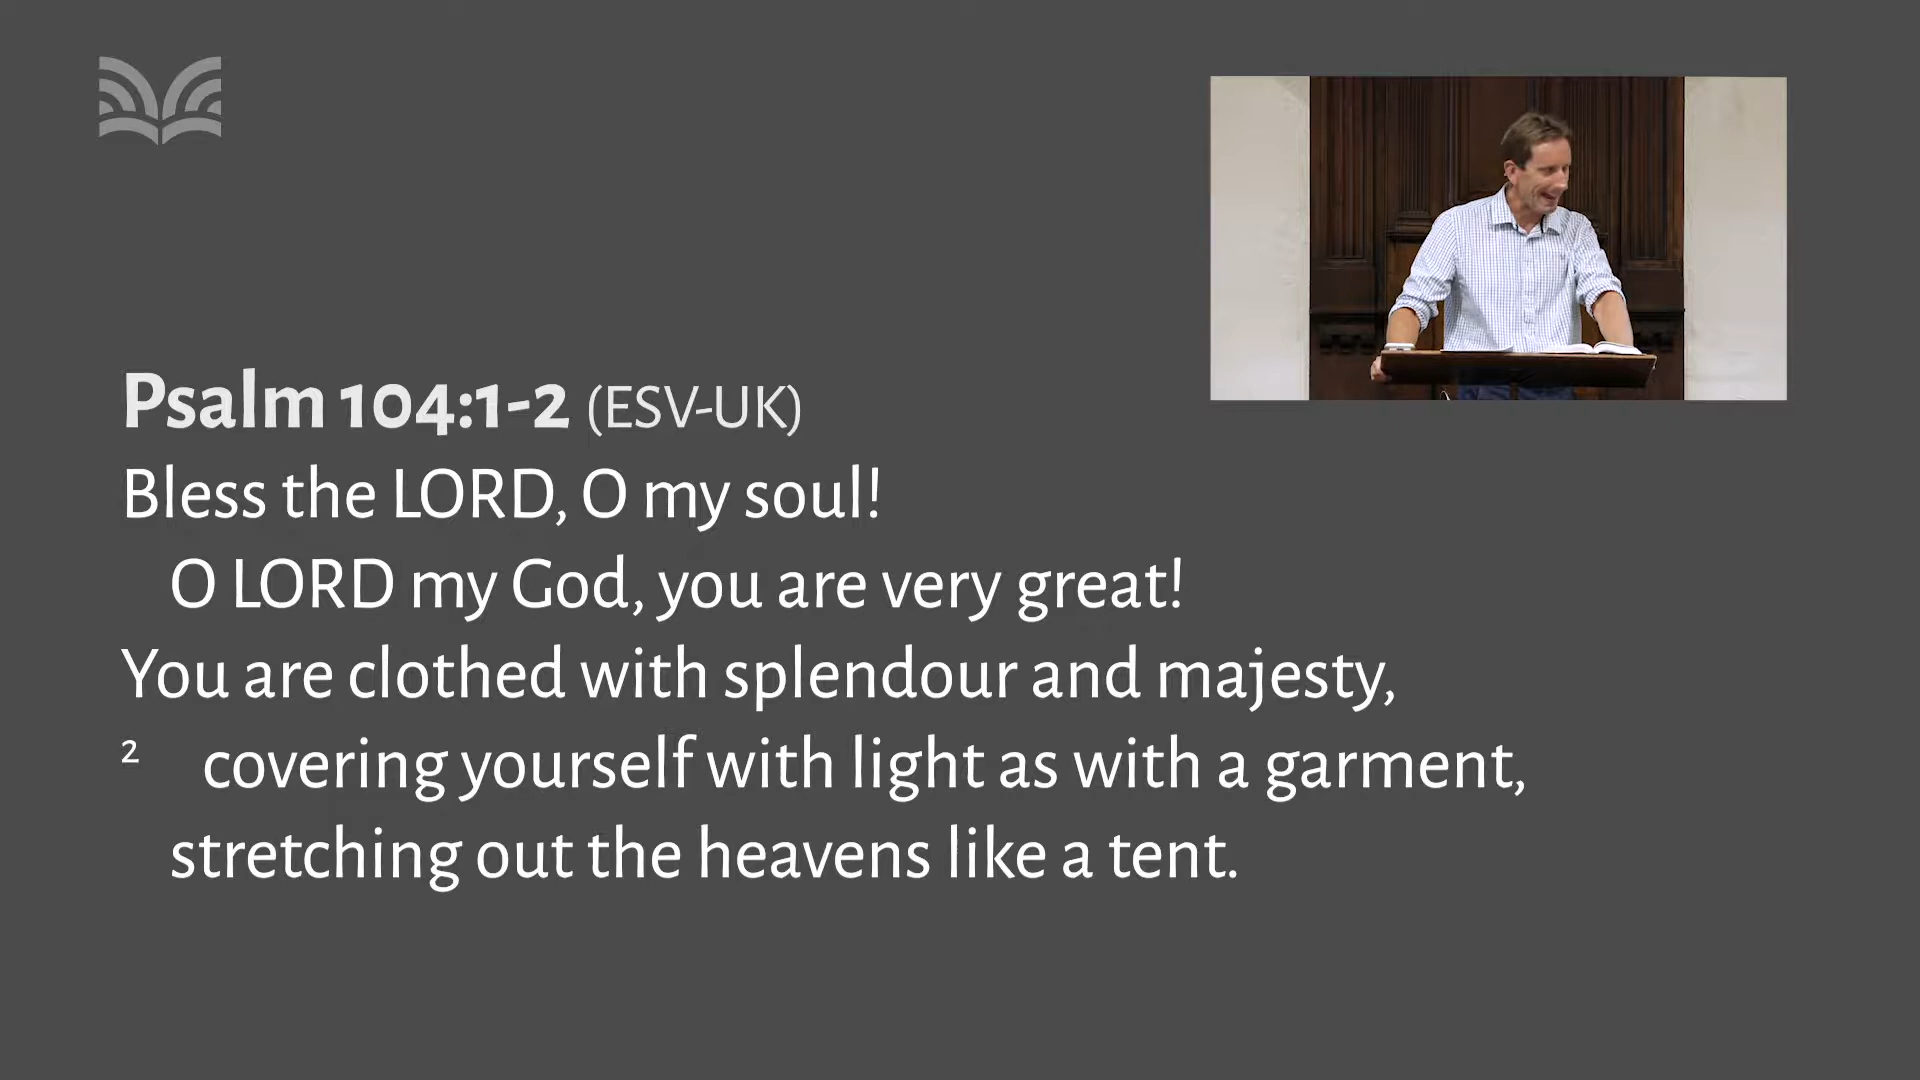 Psalm 104:1-2 (ESV-UK)
Bless the LORD, O my soul!
O LORD my God, you are very great!
You are clothed with splendour and majesty,
² covering yourself with light as with a garment,
stretching out the heavens like a tent.